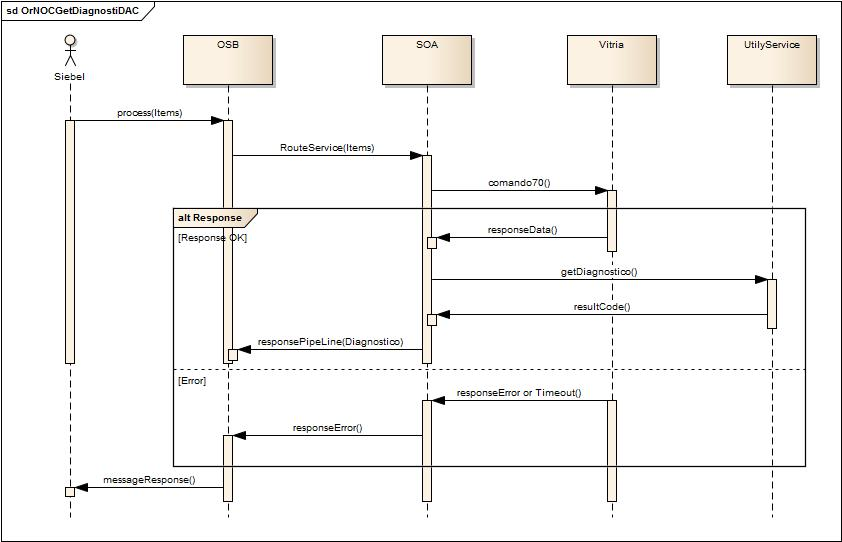 sd OrNOCGetDiagnostiDAC
Siebel
OSB
SOA
Vitria
UtilyService
process(Items)
RouteService(Items)
comando70()
alt Response
[Response OK]
responseData()
getDiagnostico()
resultCode()
responsePipeLine(Diagnostico)
[Error]
responseError or Timeout()
responseError()
messageResponse()